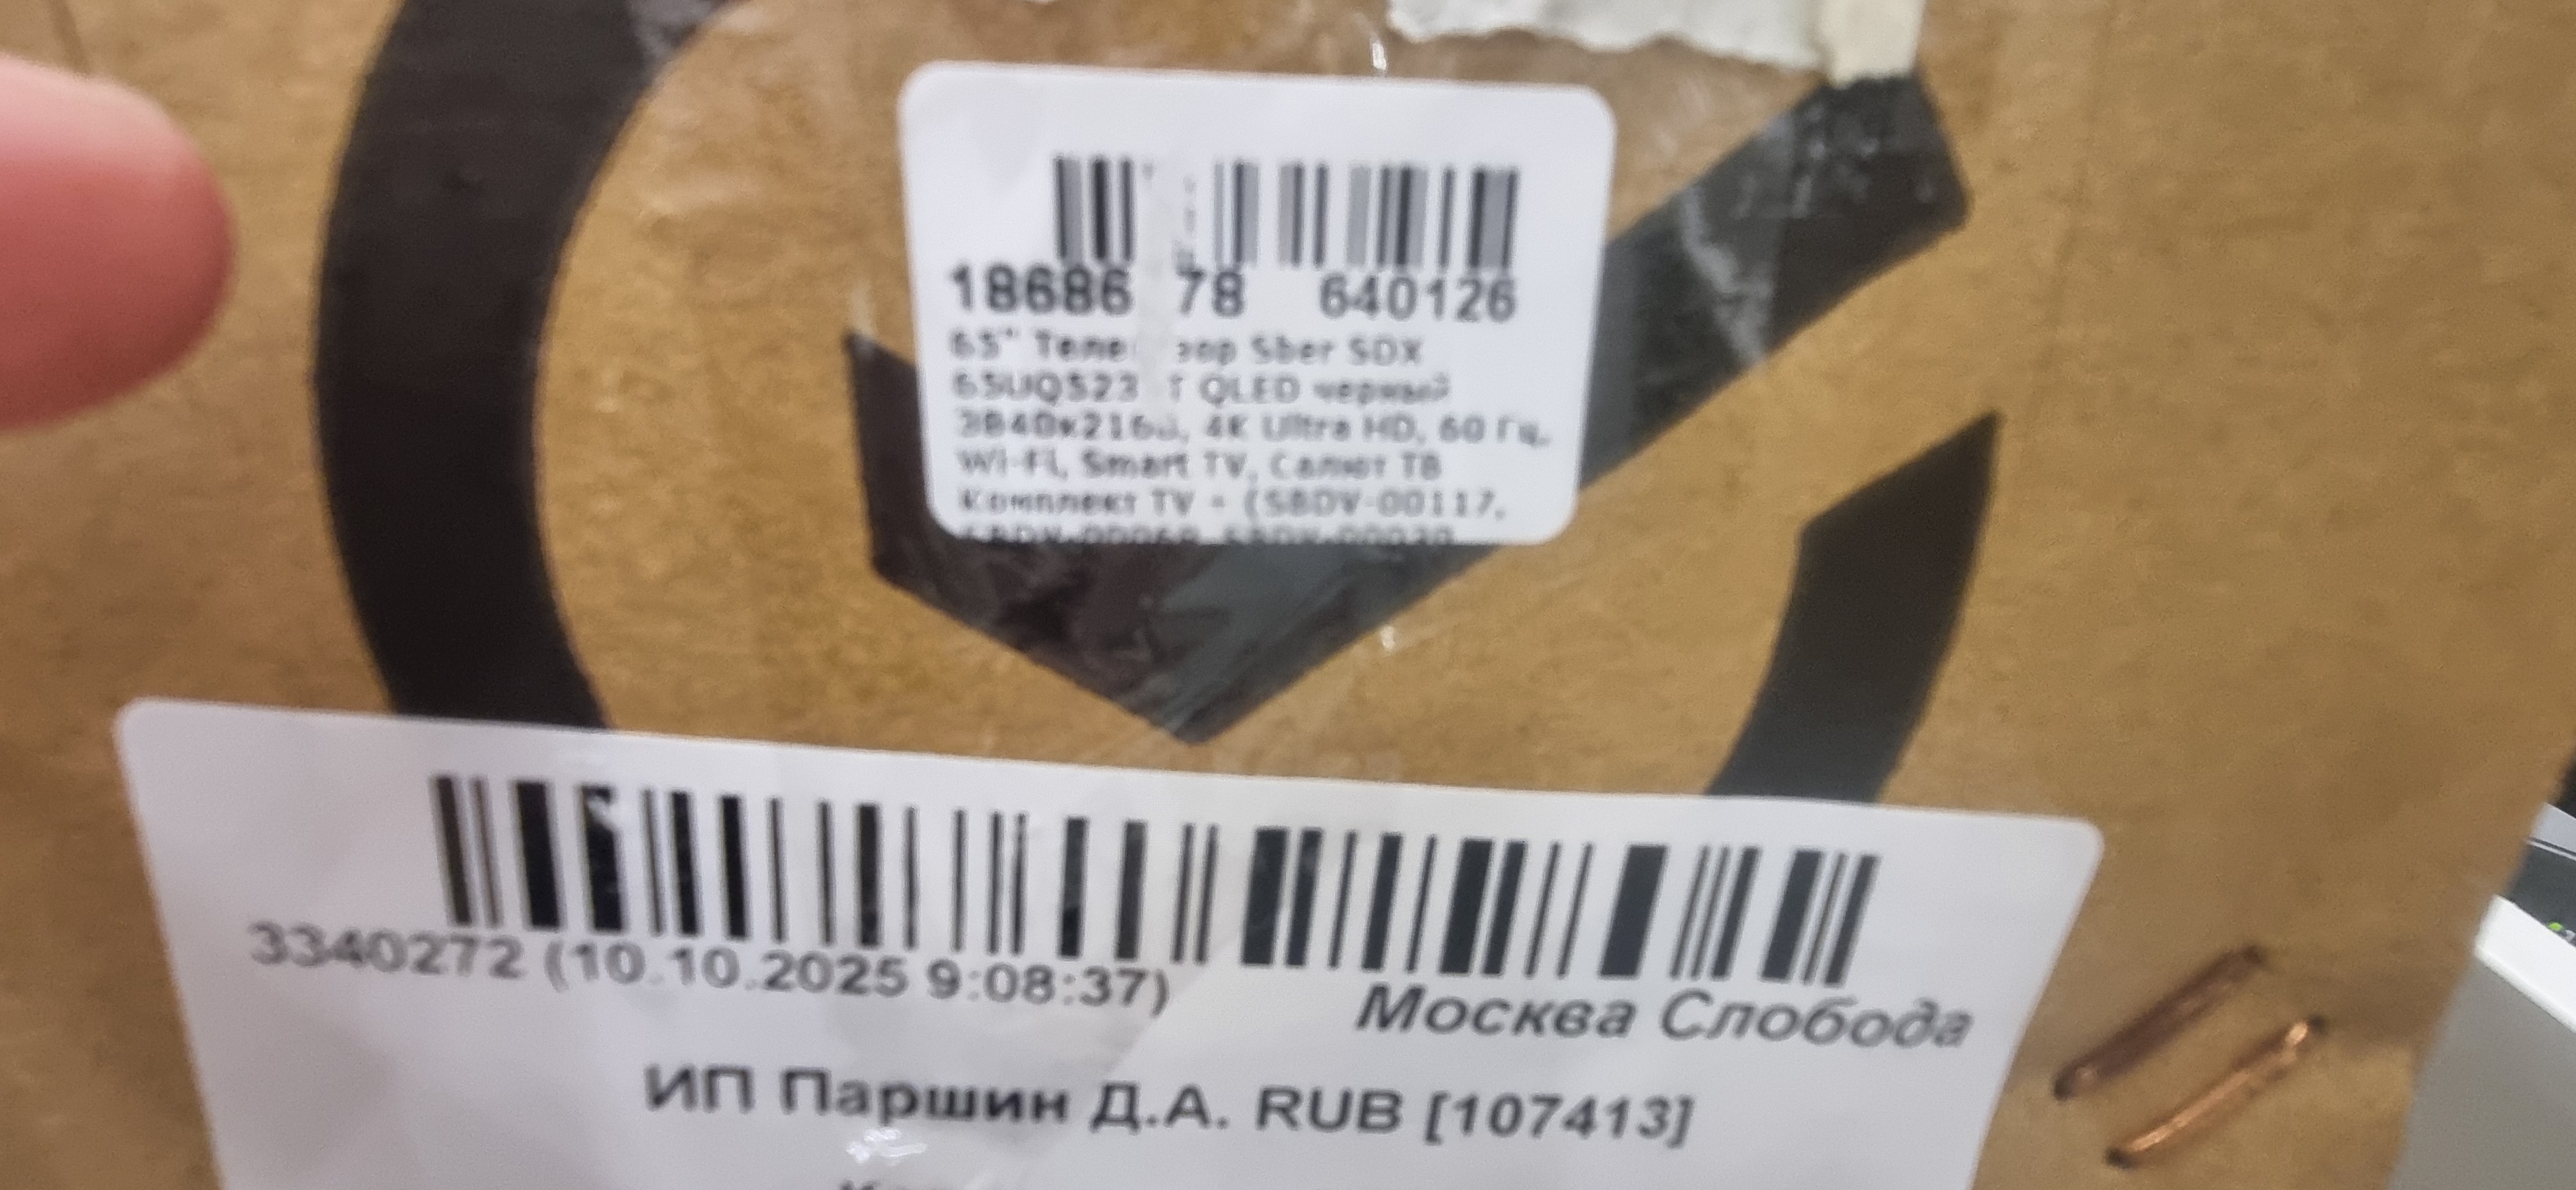 18686 78 640126
65" Теле зор Sber SDX
65UQ523 T QLED черный
3840x216, 4K Ultra HD, 60 Гц,
Wi-Fi, Smart TV, Салют ТВ
Комплект TV - (SBDV-00117,
3340272 (10.10.2025 9:08:37)
Москва Слобода
ИП Паршин Д.А. RUB [107413]